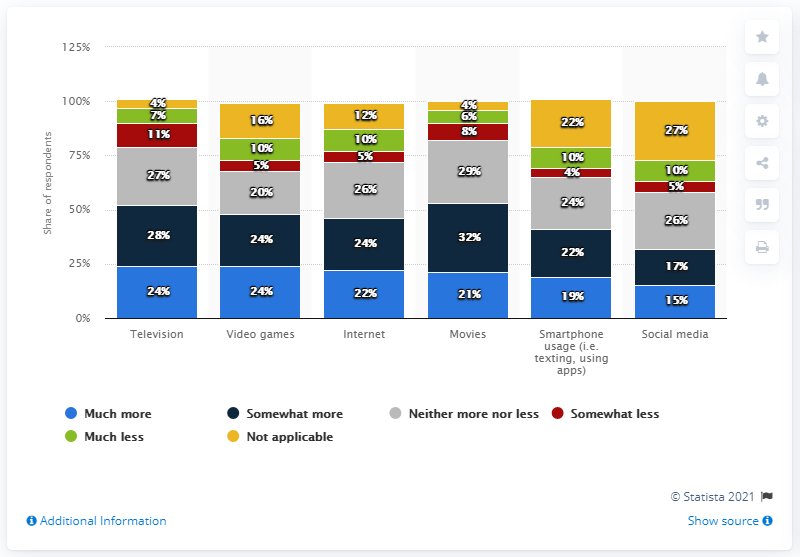 125%
100%
75%
50%
25%
0%
Share of respondents
4% 7% 11% 27% 28% 24%
16% 10% 5% 20% 24% 24%
12% 10% 5% 26% 24% 22%
4% 6% 8% 29% 32% 21%
22% 10% 4% 24% 22% 19%
27% 10% 5% 26% 17% 15%
Television
Video games
Internet
Movies
Smartphone
usage (i.e.
texting, using
apps)
Social media
Much more
Somewhat more
Neither more nor less
Somewhat less
Much less
Not applicable
© Statista 2021
Additional Information
Show source